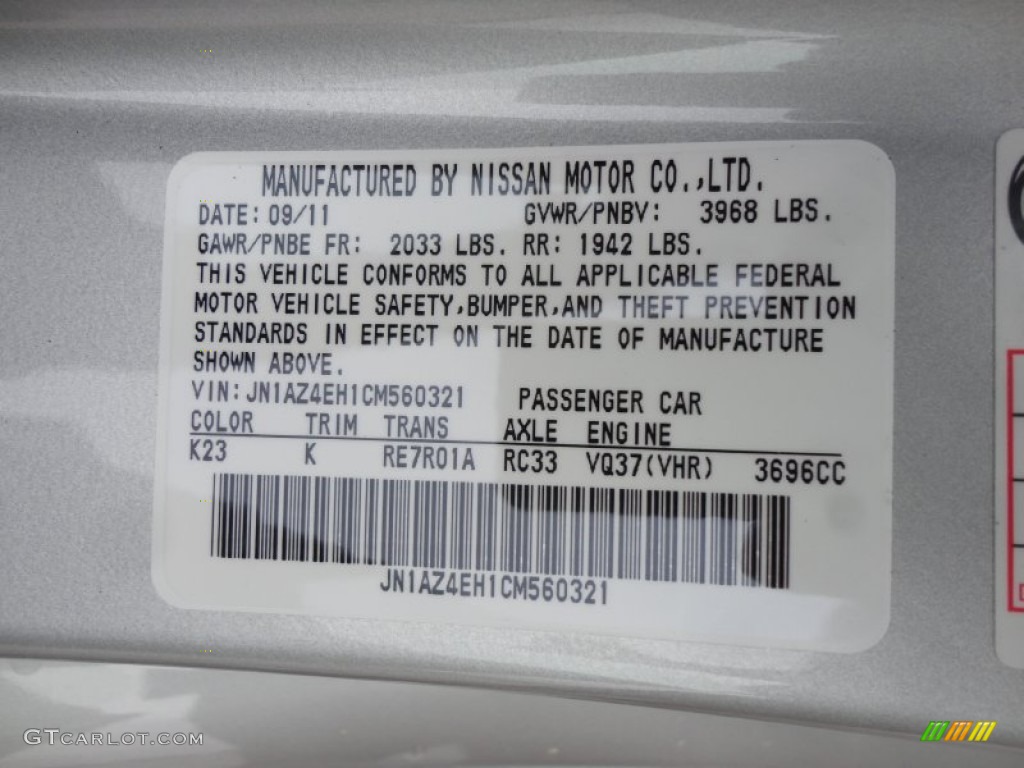 MANUFACTURED BY NISSAN MOTOR CO.,LTD.
DATE: 09/11 GVWR/PNBV: 3968 LBS.
GAWR/PNBE FR: 2033 LBS. RR: 1942 LBS.
THIS VEHICLE CONFORMS TO ALL APPLICABLE FEDERAL
MOTOR VEHICLE SAFETY,BUMPER,AND THEFT PREVENTION
STANDARDS IN EFFECT ON THE DATE OF MANUFACTURE
SHOWN ABOVE.
VIN: JN1AZ4EH1CM560321 PASSENGER CAR
COLOR TRIM TRANS AXLE ENGINE
K23 K RE7R01A RC33 VQ37(VHR) 3696CC
JN1AZ4EH1CM560321
GTCARLOT.COM